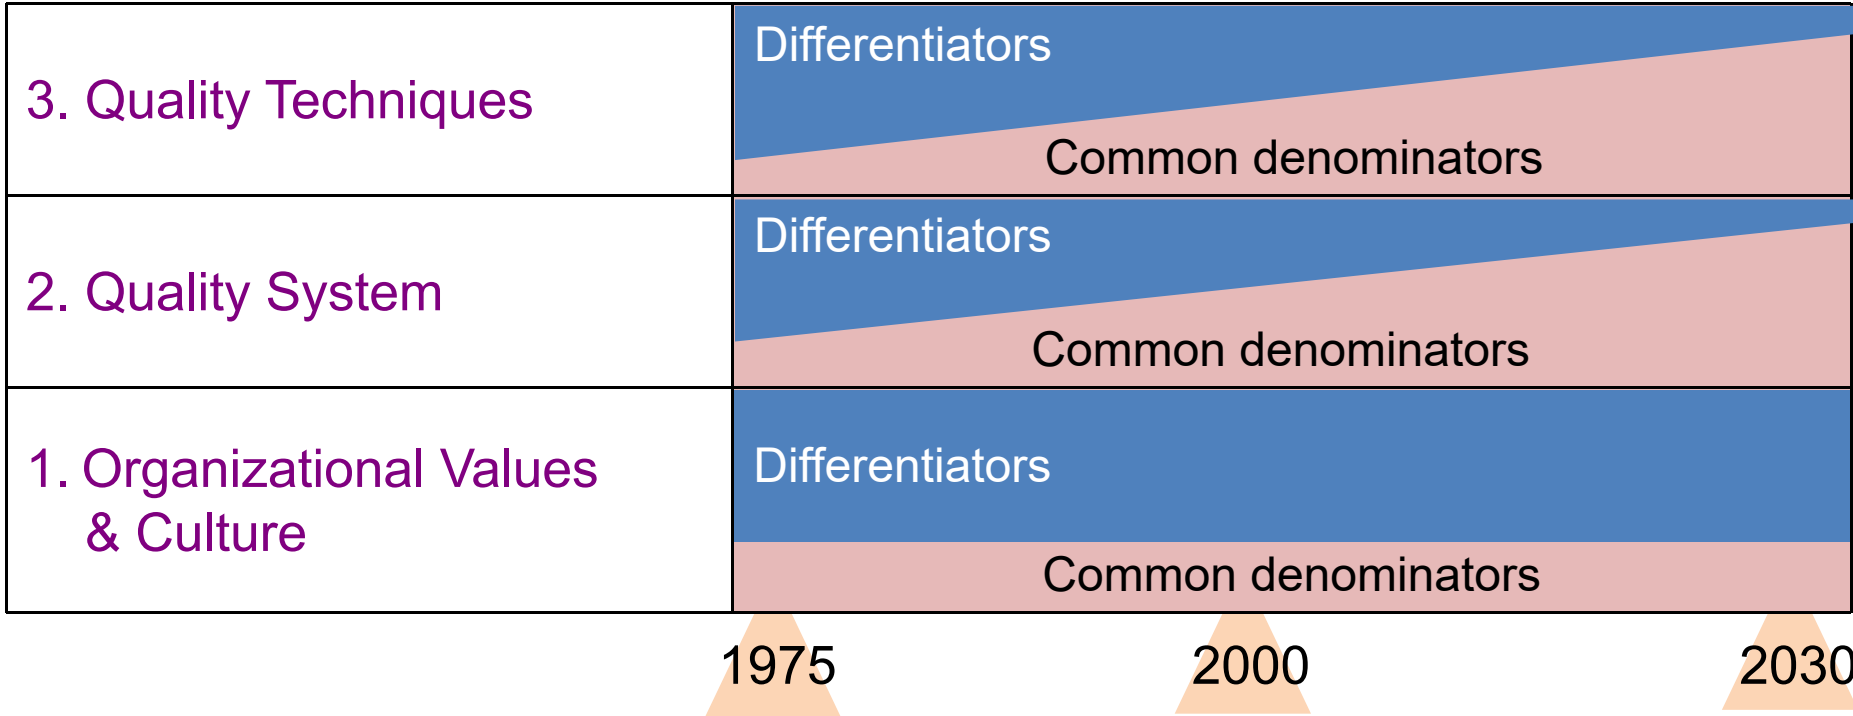 3. Quality Techniques
Differentiators
Common denominators
2. Quality System
Differentiators
Common denominators
1. Organizational Values
& Culture
Differentiators
Common denominators
1975
2000
2030